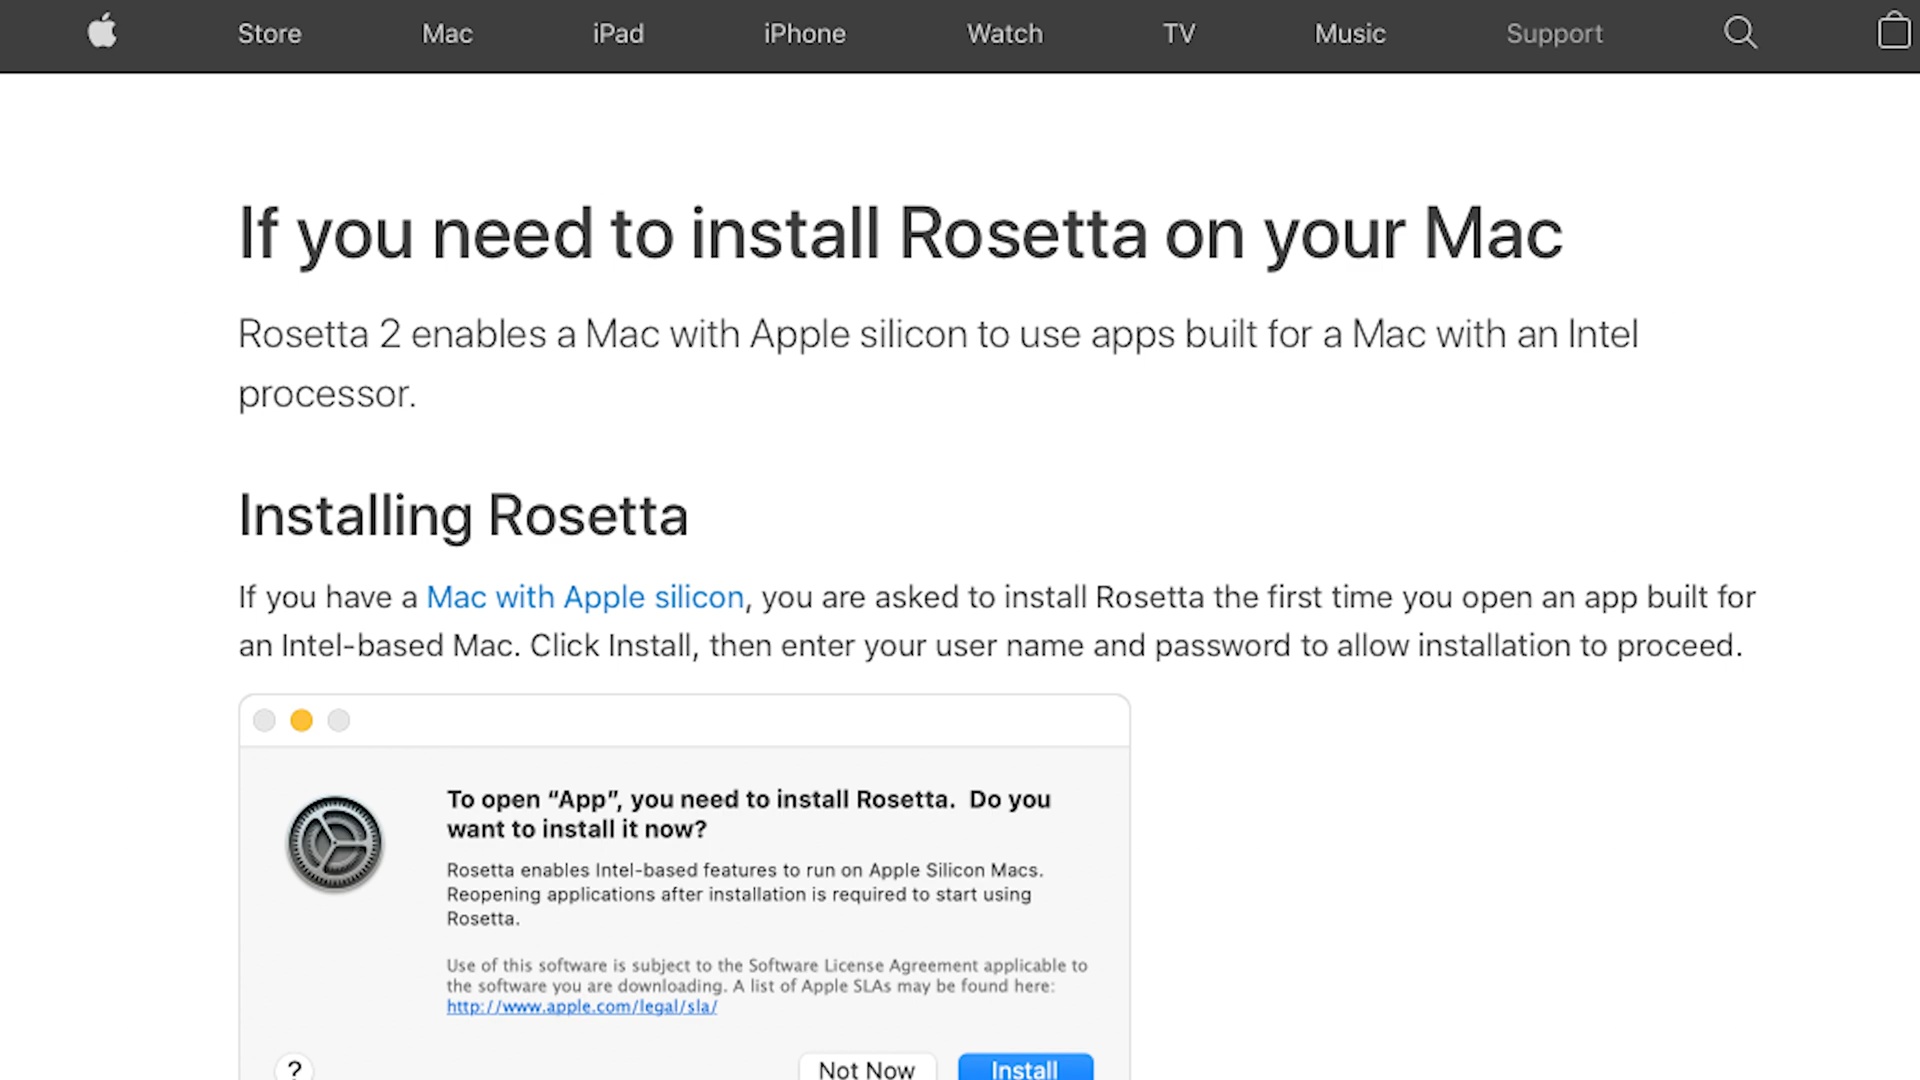 Store Mac iPad iPhone Watch TV Music Support
If you need to install Rosetta on your Mac
Rosetta 2 enables a Mac with Apple silicon to use apps built for a Mac with an Intel
processor.
Installing Rosetta
If you have a Mac with Apple silicon, you are asked to install Rosetta the first time you open an app built for
an Intel-based Mac. Click Install, then enter your user name and password to allow installation to proceed.
To open “App”, you need to install Rosetta. Do you
want to install it now?
Rosetta enables Intel-based features to run on Apple Silicon Macs.
Reopening applications after installation is required to start using
Rosetta.
Use of this software is subject to the Software License Agreement applicable to
the software you are downloading. A list of Apple SLAs may be found here:
http://www.apple.com/legal/sla/
? Not Now Install